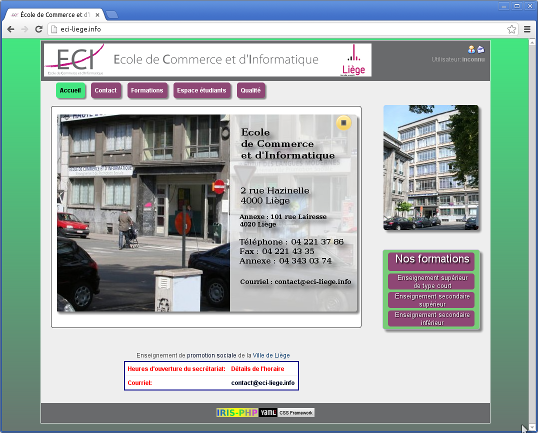 École de Commerce et d'I
eci-liege.info
ECI
Ecole de Commerce et d'Informatique
Liège
Utilisateur inconnu
Accueil
Contact
Formations
Espace étudiants
Qualité
Ecole
de Commerce
et d'Informatique
2 rue Hazinelle
4000 Liège
Annexe : 101 rue Lairesse
4020 Liège
Téléphone : 04 221 37 86
Fax : 04 221 43 35
Annexe : 04 343 03 74
Courriel : contact@eci-liege.info
Nos formations
Enseignement supérieur
de type court
Enseignement secondaire
supérieur
Enseignement secondaire
inférieur
Enseignement de promotion sociale de la Ville de Liège
Heures d'ouverture du secrétariat: Détails de l'horaire
Courriel: contact@eci-liege.info
IRIS-PHP YAML CSS Framework